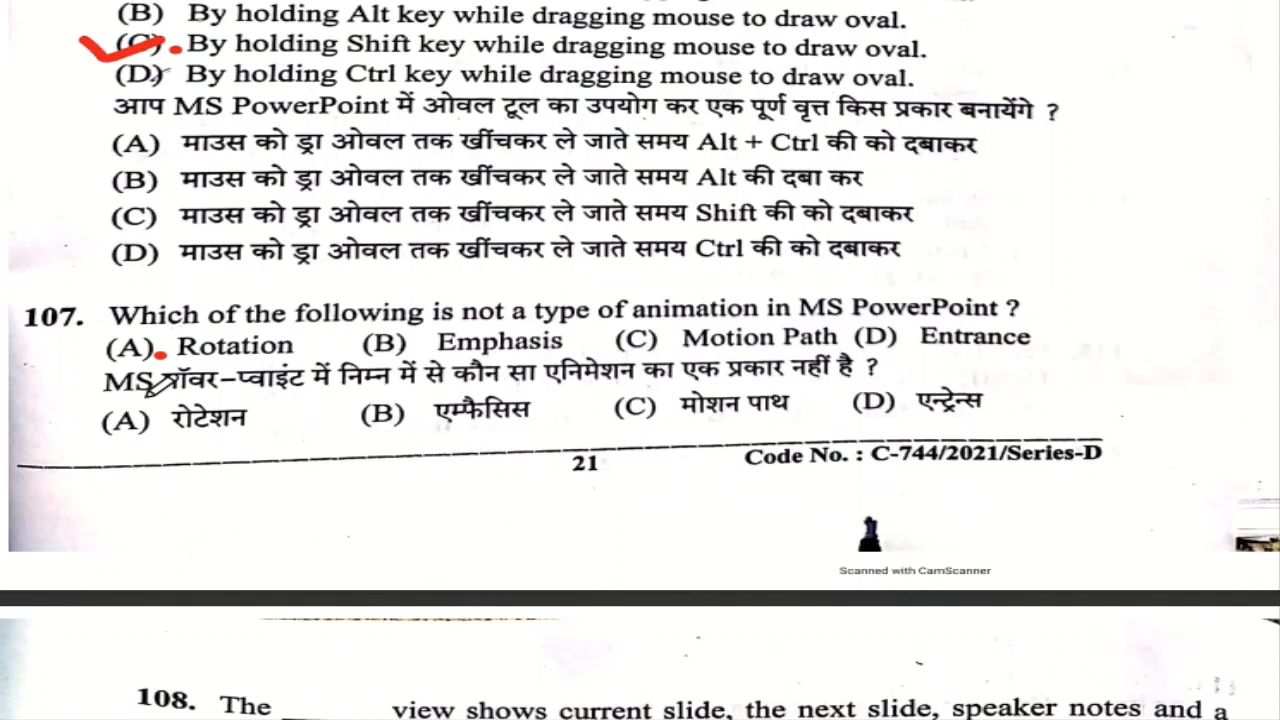 (B) By holding Alt key while dragging mouse to draw oval.
(C) By holding Shift key while dragging mouse to draw oval.
(D) By holding Ctrl key while dragging mouse to draw oval.
आप MS PowerPoint में ओवल टूल का उपयोग कर एक पूर्ण वृत्त किस प्रकार बनायेंगे ?
(A) माउस को ड्रा ओवल तक खींचकर ले जाते समय Alt + Ctrl की को दबाकर
(B) माउस को ड्रा ओवल तक खींचकर ले जाते समय Alt की दबा कर
(C) माउस को ड्रा ओवल तक खींचकर ले जाते समय Shift की को दबाकर
(D) माउस को ड्रा ओवल तक खींचकर ले जाते समय Ctrl की को दबाकर
107. Which of the following is not a type of animation in MS PowerPoint ?
(A) Rotation (B) Emphasis (C) Motion Path (D) Entrance
MS पॉवर-प्वाइंट में निम्न में से कौन सा एनिमेशन का एक प्रकार नहीं है ?
(A) रोटेशन (B) एम्फैसिस (C) मोशन पाथ (D) एन्ट्रेन्स
21 Code No. : C-744/2021/Series-D
Scanned with CamScanner
108. The ______ view shows current slide, the next slide, speaker notes and a